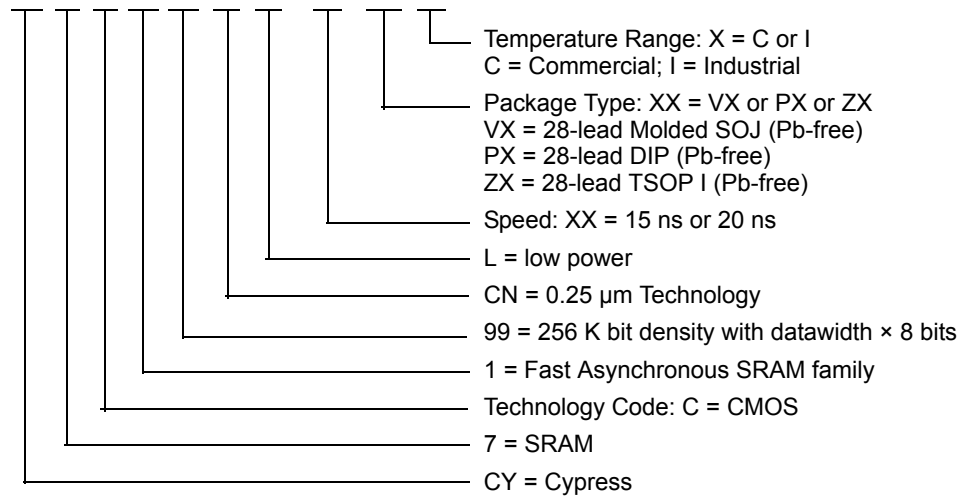 Temperature Range: X = C or I
C = Commercial; I = Industrial
Package Type: XX = VX or PX or ZX
VX = 28-lead Molded SOJ (Pb-free)
PX = 28-lead DIP (Pb-free)
ZX = 28-lead TSOP I (Pb-free)
Speed: XX = 15 ns or 20 ns
L = low power
CN = 0.25 µm Technology
99 = 256 K bit density with datawidth × 8 bits
1 = Fast Asynchronous SRAM family
Technology Code: C = CMOS
7 = SRAM
CY = Cypress